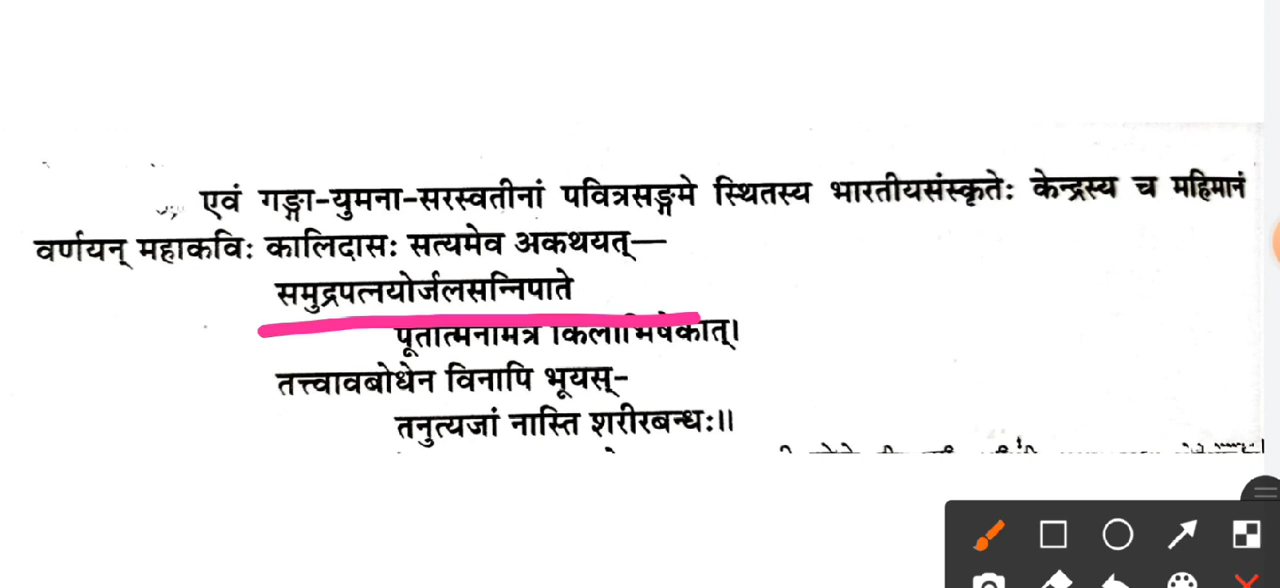 एवं गङ्गा-युमना-सरस्वतीनां पवित्रसङ्गमे स्थितस्य भारतीयसंस्कृतेः केन्द्रस्य च महिमानं
वर्णयन् महाकविः कालिदासः सत्यमेव अकथयत्—
समुद्रपत्नयोर्जलसन्निपाते
पूतात्मनामत्र किलाभिषेकात्।
तत्त्वावबोधेन विनापि भूयस्-
तनुत्यजां नास्ति शरीरबन्धः॥